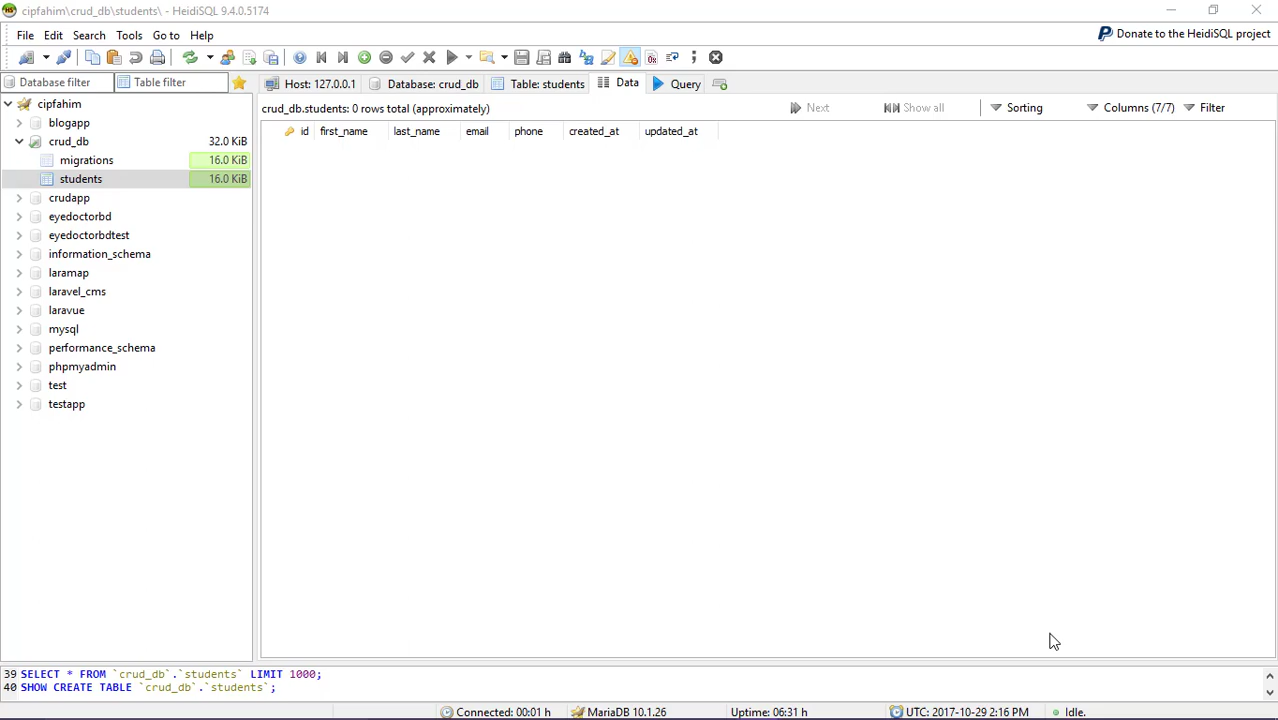 cipfahim\crud_db\students\ - HeidiSQL 9.4.0.5174
File Edit Search Tools Go to Help
Donate to the HeidiSQL project
Database filter Table filter Host: 127.0.0.1 Database: crud_db Table: students Data Query
crud_db.students: 0 rows total (approximately) Next Show all Sorting Columns (7/7) Filter
id first_name last_name email phone created_at updated_at
cipfahim
blogapp
crud_db 32.0 KiB
migrations 16.0 KiB
students 16.0 KiB
crudapp
eyedoctorbd
eyedoctorbdtest
information_schema
laramap
laravel_cms
laravue
mysql
performance_schema
phpmyadmin
test
testapp
39 SELECT * FROM `crud_db`.`students` LIMIT 1000;
40 SHOW CREATE TABLE `crud_db`.`students`;
Connected: 00:01 h MariaDB 10.1.26 Uptime: 06:31 h UTC: 2017-10-29 2:16 PM Idle.